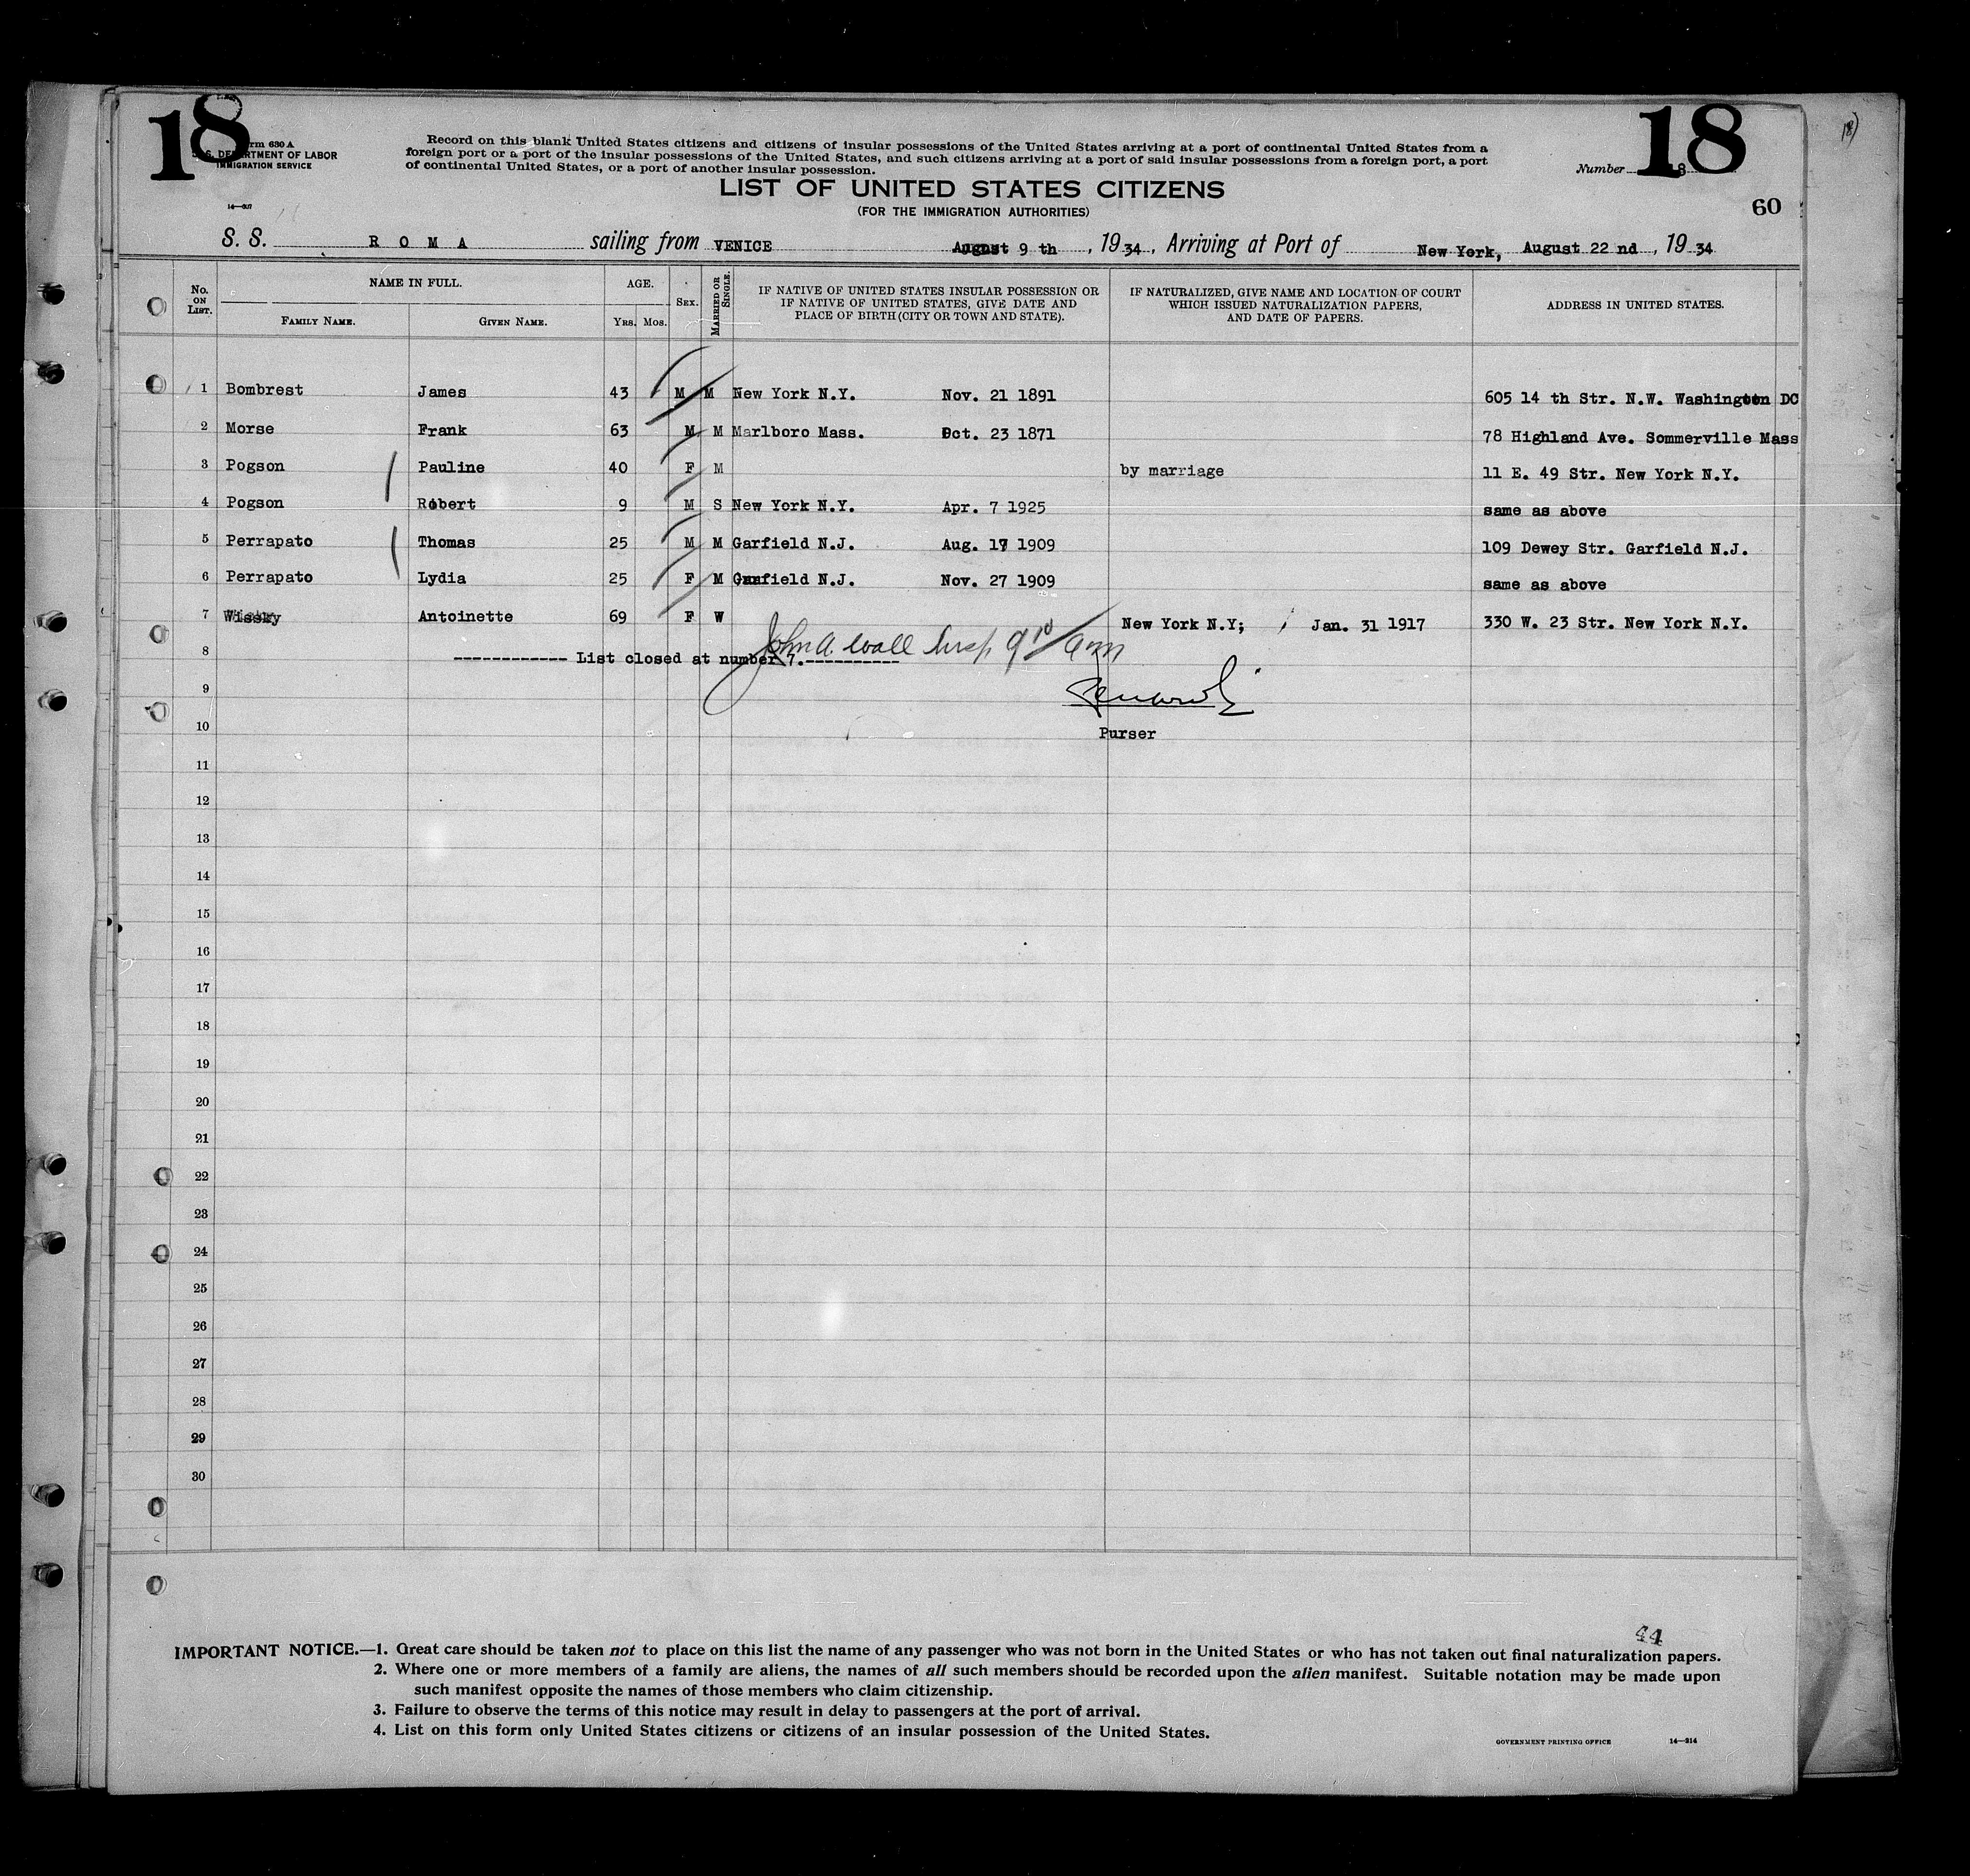 18
18
18)
Form 630 A
U. S. DEPARTMENT OF LABOR
IMMIGRATION SERVICE
14—307
Record on this blank United States citizens and citizens of insular possessions of the United States arriving at a port of continental United States from a
foreign port or a port of the insular possessions of the United States, and such citizens arriving at a port of said insular possessions from a foreign port, a port
of continental United States, or a port of another insular possession.
Number
LIST OF UNITED STATES CITIZENS
(FOR THE IMMIGRATION AUTHORITIES)
60
S. S. R O M A sailing from VENICE August 9 th , 19 34 , Arriving at Port of New York, August 22 nd , 19 34
No. ON LIST. NAME IN FULL. AGE. SEX. MARRIED OR SINGLE. IF NATIVE OF UNITED STATES INSULAR POSSESSION OR IF NATIVE OF UNITED STATES, GIVE DATE AND PLACE OF BIRTH (CITY OR TOWN AND STATE). IF NATURALIZED, GIVE NAME AND LOCATION OF COURT WHICH ISSUED NATURALIZATION PAPERS, AND DATE OF PAPERS. ADDRESS IN UNITED STATES.
FAMILY NAME. GIVEN NAME. YRS. MOS.
1 Bombrest James 43 M M New York N.Y. Nov. 21 1891 605 14 th Str. N.W. Washington DC
2 Morse Frank 63 M M Marlboro Mass. Oct. 23 1871 78 Highland Ave. Sommerville Mass
3 Pogson Pauline 40 F M by marriage 11 E. 49 Str. New York N.Y.
4 Pogson Robert 9 M S New York N.Y. Apr. 7 1925 same as above
5 Perrapato Thomas 25 M M Garfield N.J. Aug. 17 1909 109 Dewey Str. Garfield N.J.
6 Perrapato Lydia 25 F M Garfield N.J. Nov. 27 1909 same as above
7 Wissky Antoinette 69 F W New York N.Y; Jan. 31 1917 330 W. 23 Str. New York N.Y.
John A. Wall Insp 9 10 am
8 ------------ List closed at number 7.----------
9
10 Purser
11
12
13
14
15
16
17
18
19
20
21
22
23
24
25
26
27
28
29
30
44
IMPORTANT NOTICE.—1. Great care should be taken not to place on this list the name of any passenger who was not born in the United States or who has not taken out final naturalization papers.
2. Where one or more members of a family are aliens, the names of all such members should be recorded upon the alien manifest. Suitable notation may be made upon
such manifest opposite the names of those members who claim citizenship.
3. Failure to observe the terms of this notice may result in delay to passengers at the port of arrival.
4. List on this form only United States citizens or citizens of an insular possession of the United States.
GOVERNMENT PRINTING OFFICE 14—314